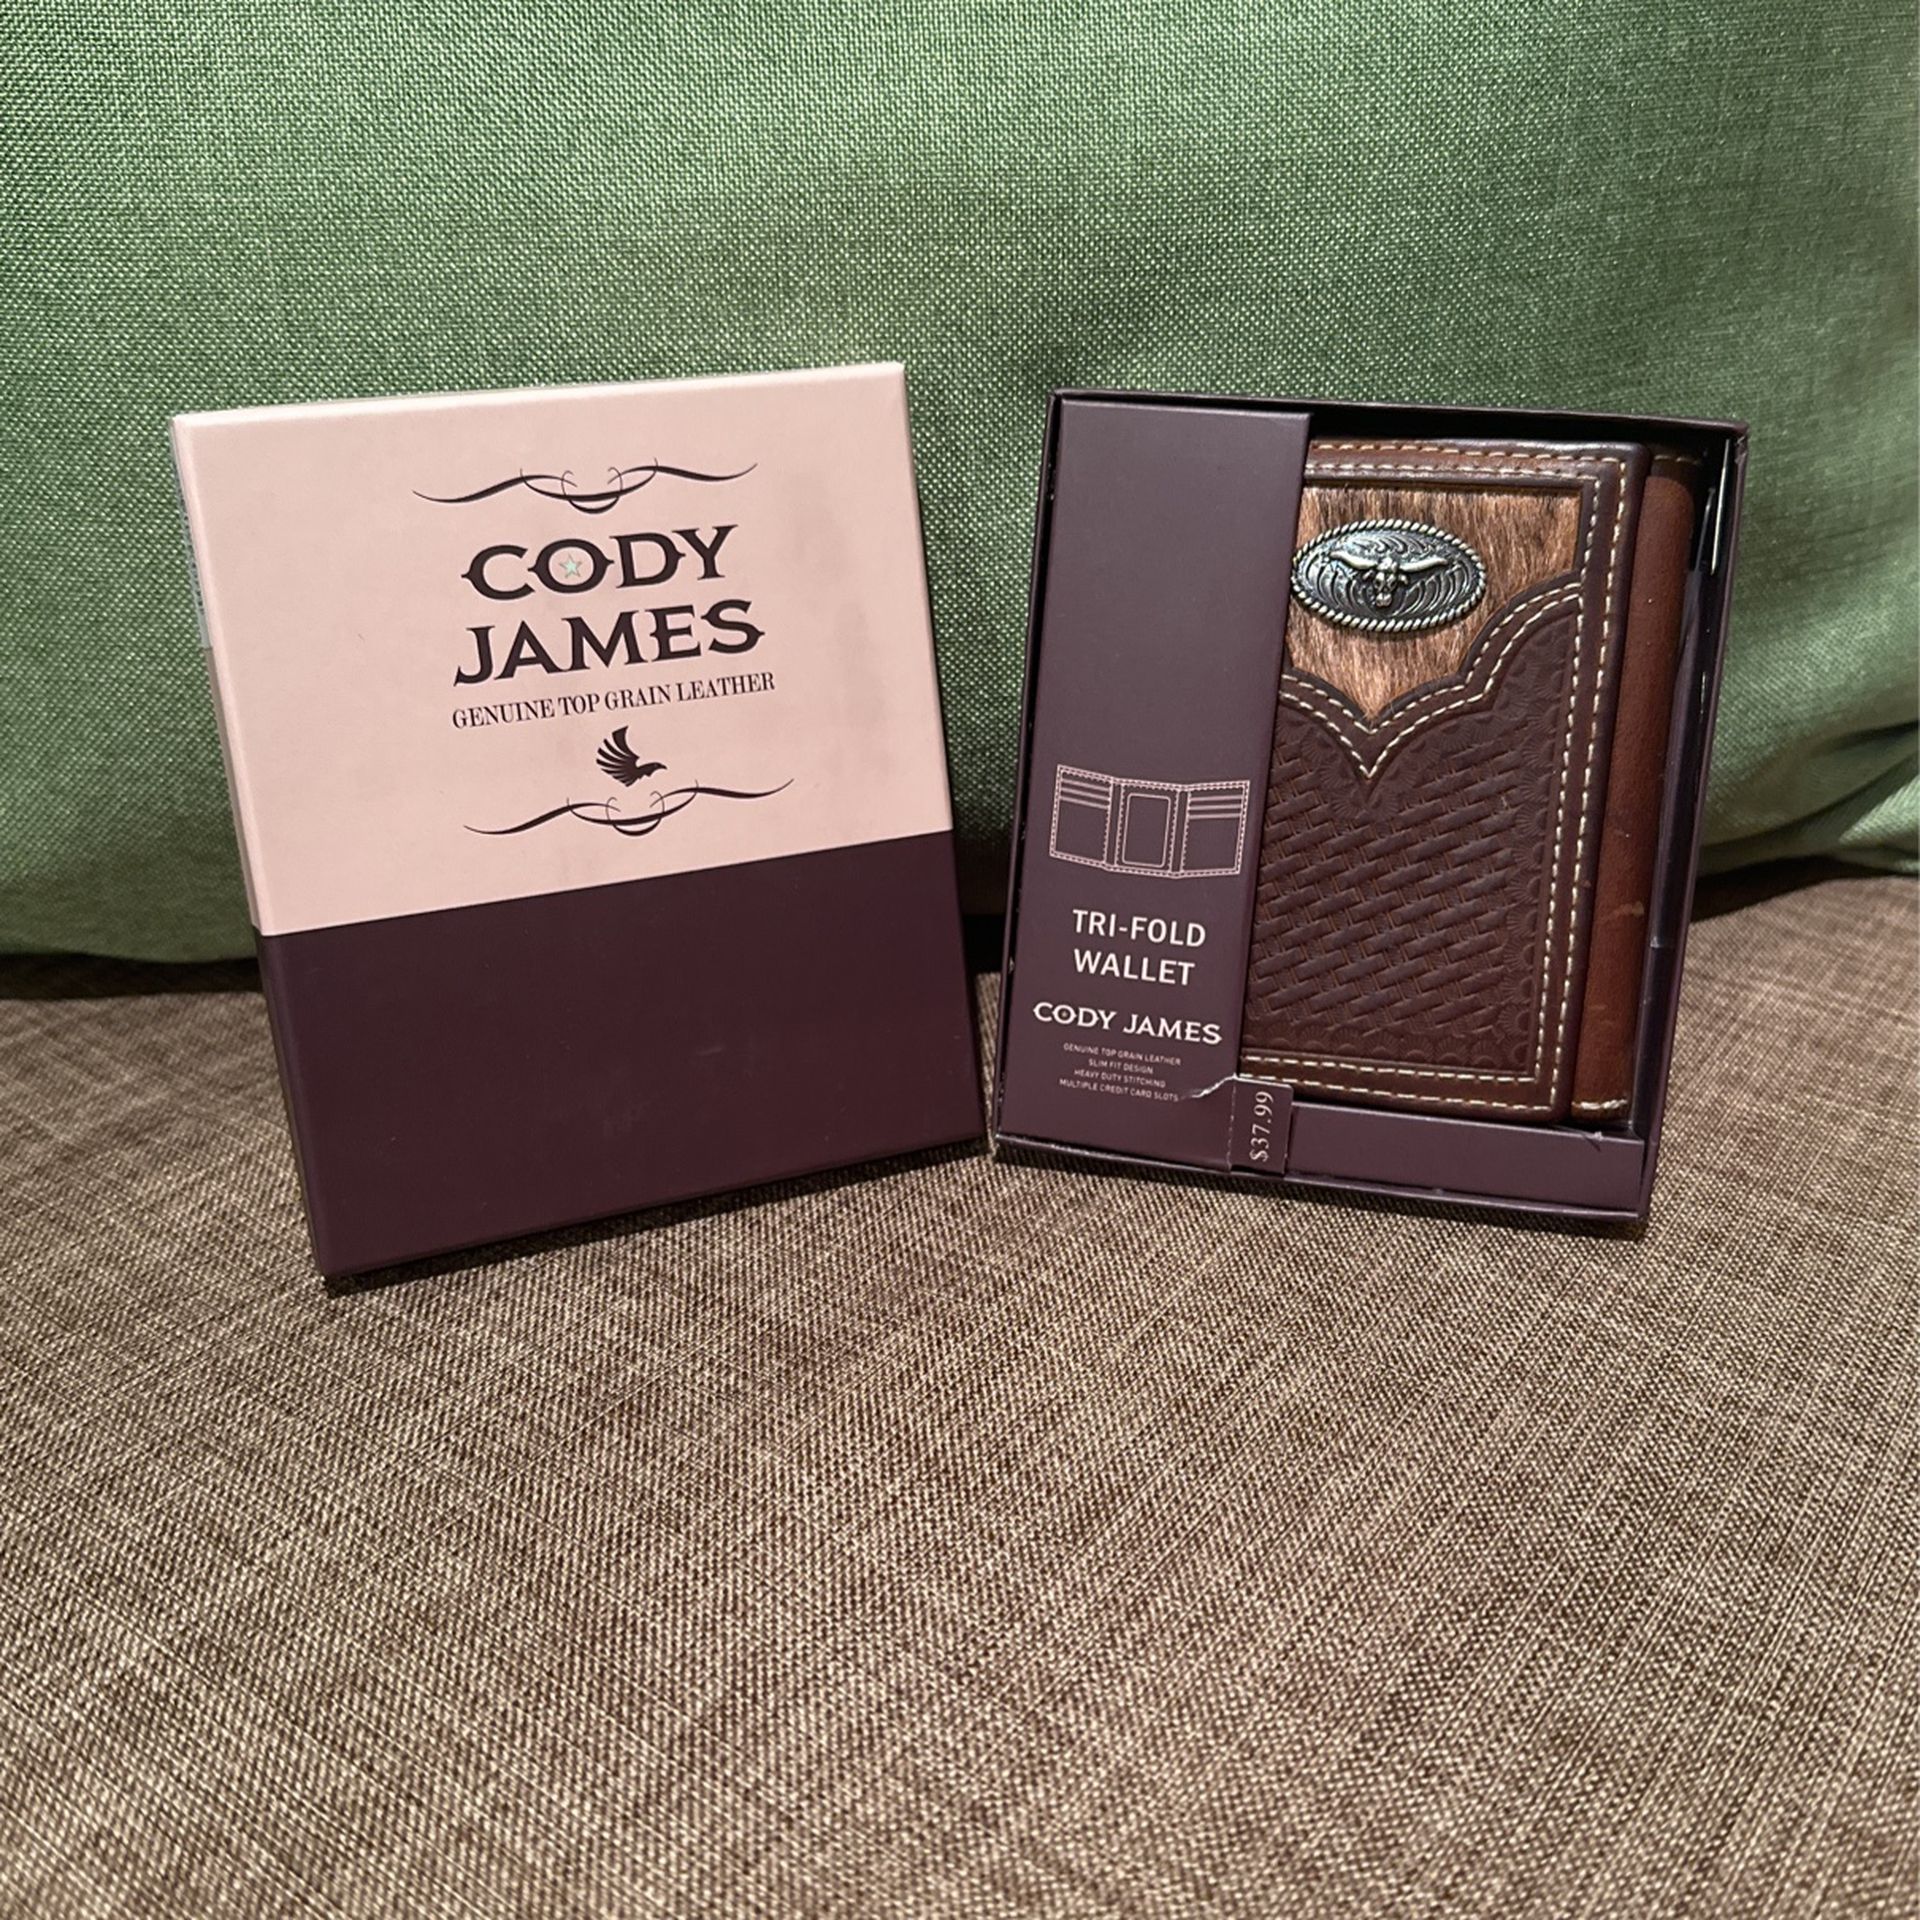 CODY
JAMES
GENUINE TOP GRAIN LEATHER
TRI-FOLD
WALLET
CODY JAMES
GENUINE TOP GRAIN LEATHER
SLIM FIT DESIGN
HEAVY DUTY STITCHING
MULTIPLE CREDIT CARD SLOTS
$37.99